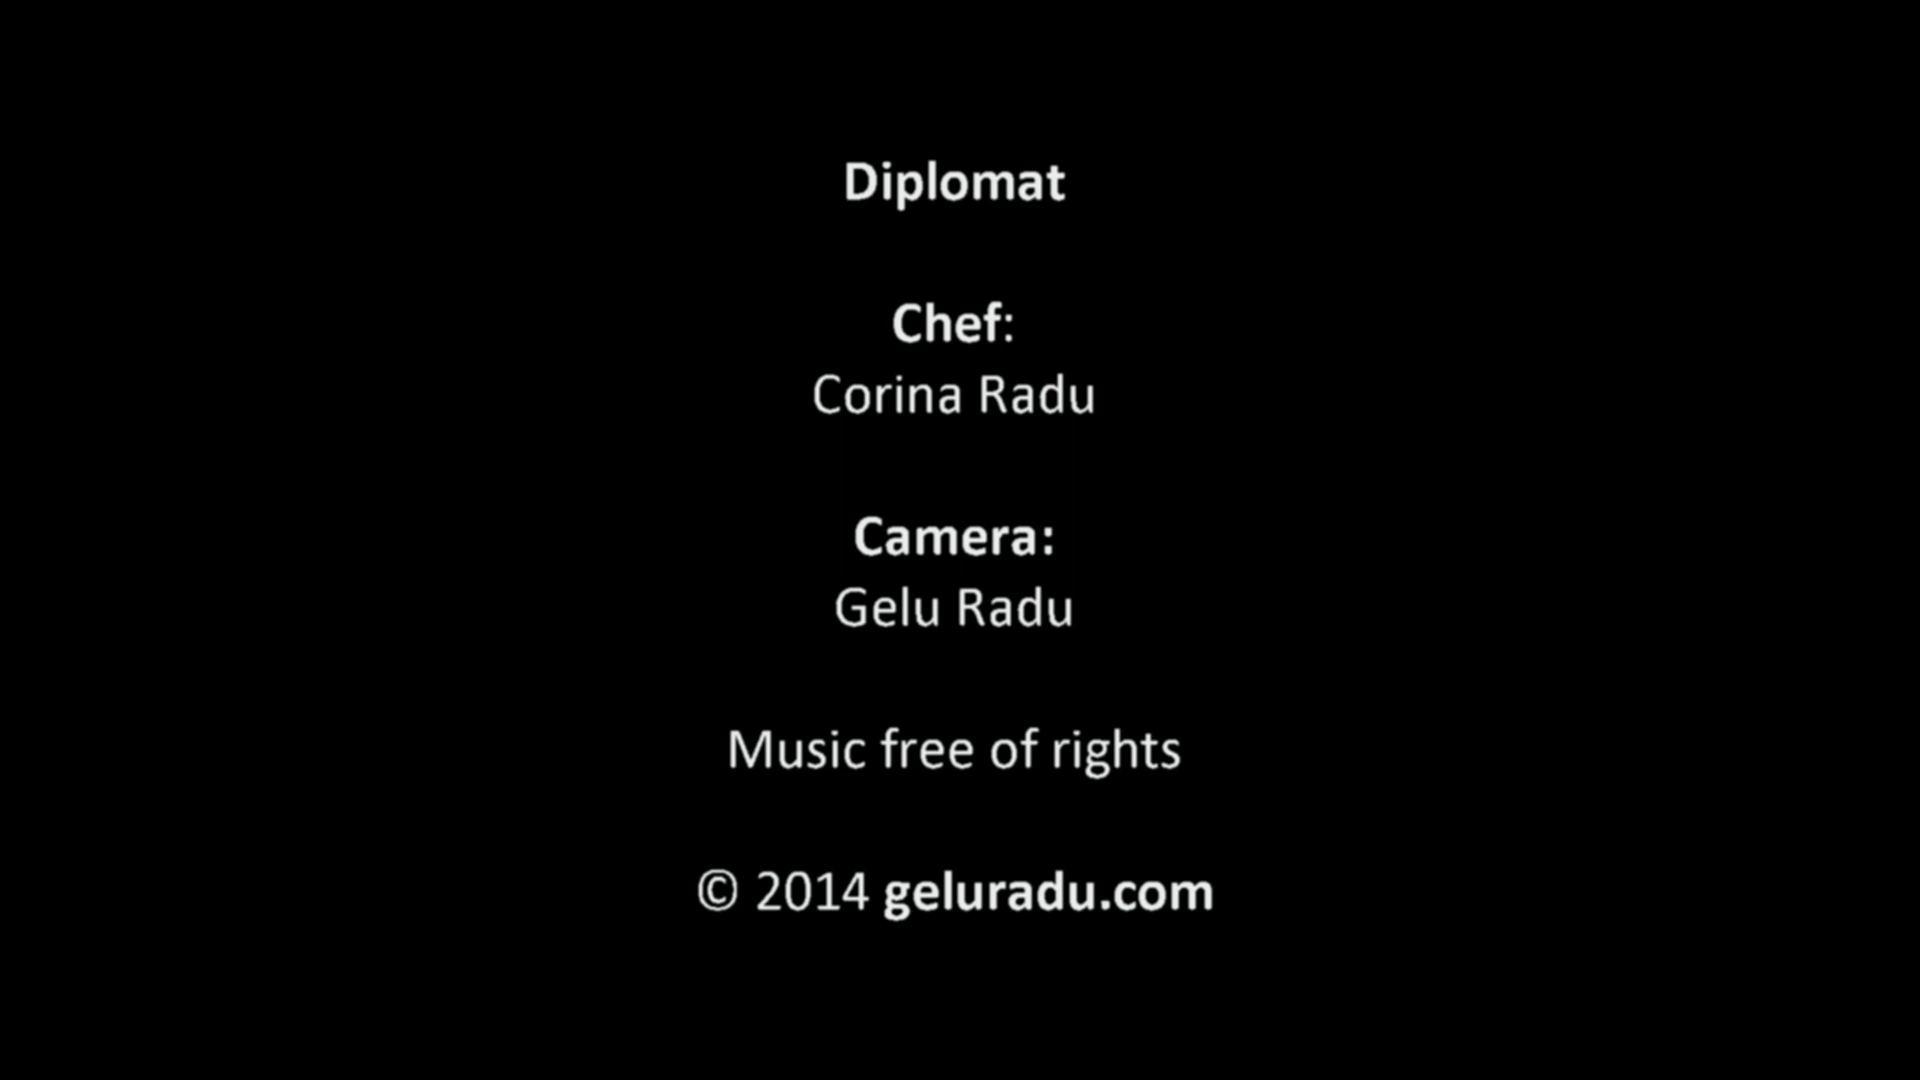 Diplomat
Chef:
Corina Radu
Camera:
Gelu Radu
Music free of rights
© 2014 geluradu.com